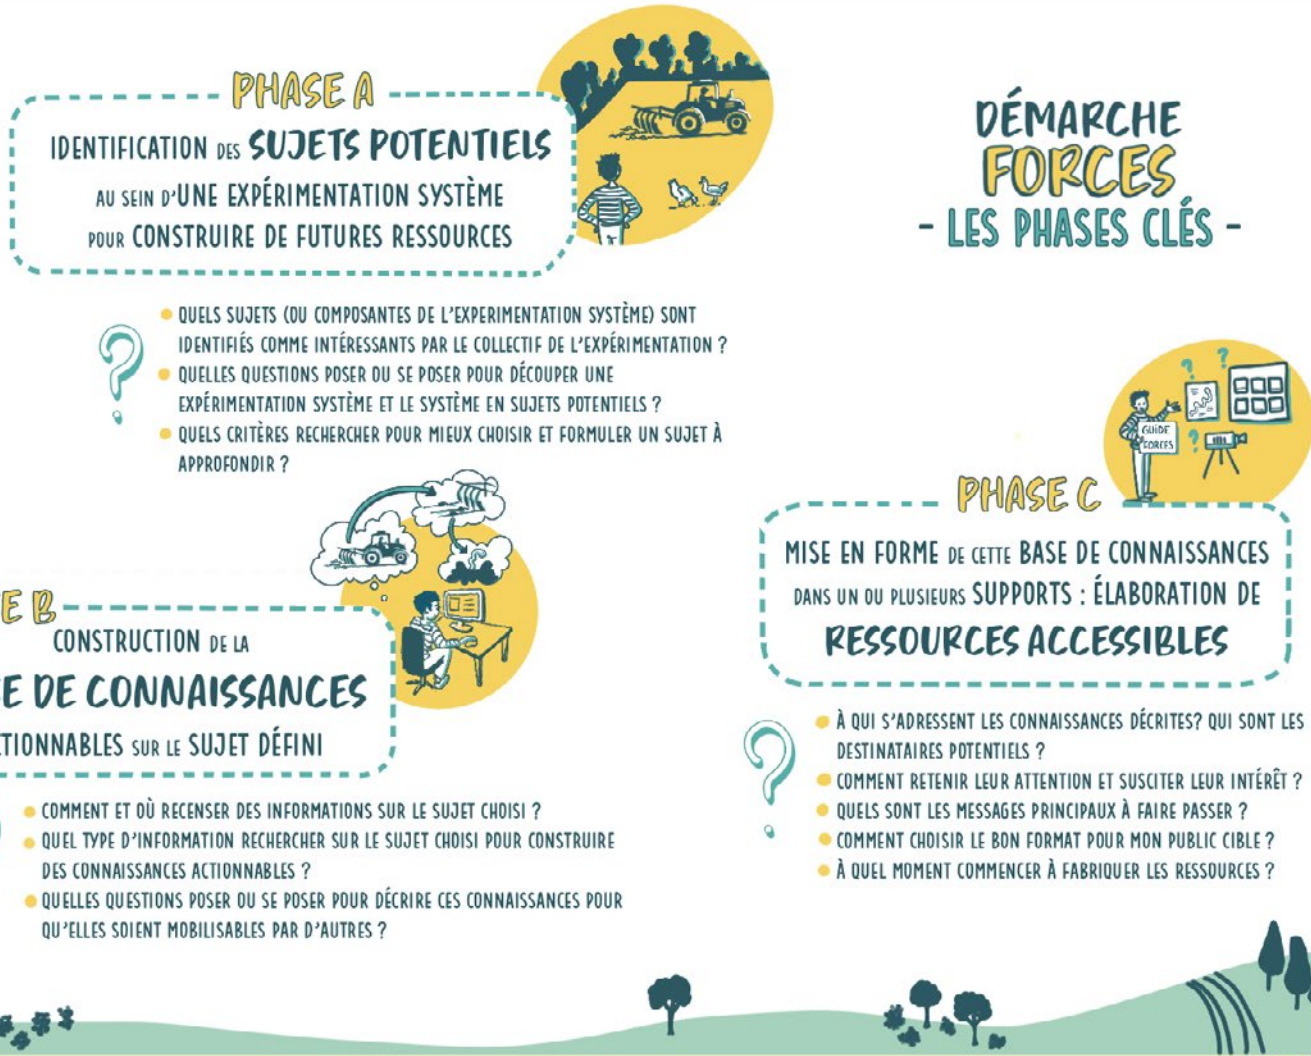 PHASE A
IDENTIFICATION DES SUJETS POTENTIELS
AU SEIN D'UNE EXPÉRIMENTATION SYSTÈME
POUR CONSTRUIRE DE FUTURES RESSOURCES
QUELS SUJETS (OU COMPOSANTES DE L'EXPERIMENTATION SYSTÈME) SONT
IDENTIFIÉS COMME INTÉRESSANTS PAR LE COLLECTIF DE L'EXPÉRIMENTATION ?
QUELLES QUESTIONS POSER OU SE POSER POUR DÉCOUPER UNE
EXPÉRIMENTATION SYSTÈME ET LE SYSTÈME EN SUJETS POTENTIELS ?
QUELS CRITÈRES RECHERCHER POUR MIEUX CHOISIR ET FORMULER UN SUJET À
APPROFONDIR ?
DÉMARCHE
FORCES
- LES PHASES CLÉS -
E B
CONSTRUCTION DE LA
E DE CONNAISSANCES
TIONNABLES SUR LE SUJET DÉFINI
COMMENT ET OÙ RECENSER DES INFORMATIONS SUR LE SUJET CHOISI ?
QUEL TYPE D'INFORMATION RECHERCHER SUR LE SUJET CHOISI POUR CONSTRUIRE
DES CONNAISSANCES ACTIONNABLES ?
QUELLES QUESTIONS POSER OU SE POSER POUR DÉCRIRE CES CONNAISSANCES POUR
QU'ELLES SOIENT MOBILISABLES PAR D'AUTRES ?
GUIDE
FORCES
PHASE C
MISE EN FORME DE CETTE BASE DE CONNAISSANCES
DANS UN OU PLUSIEURS SUPPORTS : ÉLABORATION DE
RESSOURCES ACCESSIBLES
À QUI S'ADRESSENT LES CONNAISSANCES DÉCRITES? QUI SONT LES
DESTINATAIRES POTENTIELS ?
COMMENT RETENIR LEUR ATTENTION ET SUSCITER LEUR INTÉRÊT ?
QUELS SONT LES MESSAGES PRINCIPAUX À FAIRE PASSER ?
COMMENT CHOISIR LE BON FORMAT POUR MON PUBLIC CIBLE ?
À QUEL MOMENT COMMENCER À FABRIQUER LES RESSOURCES ?